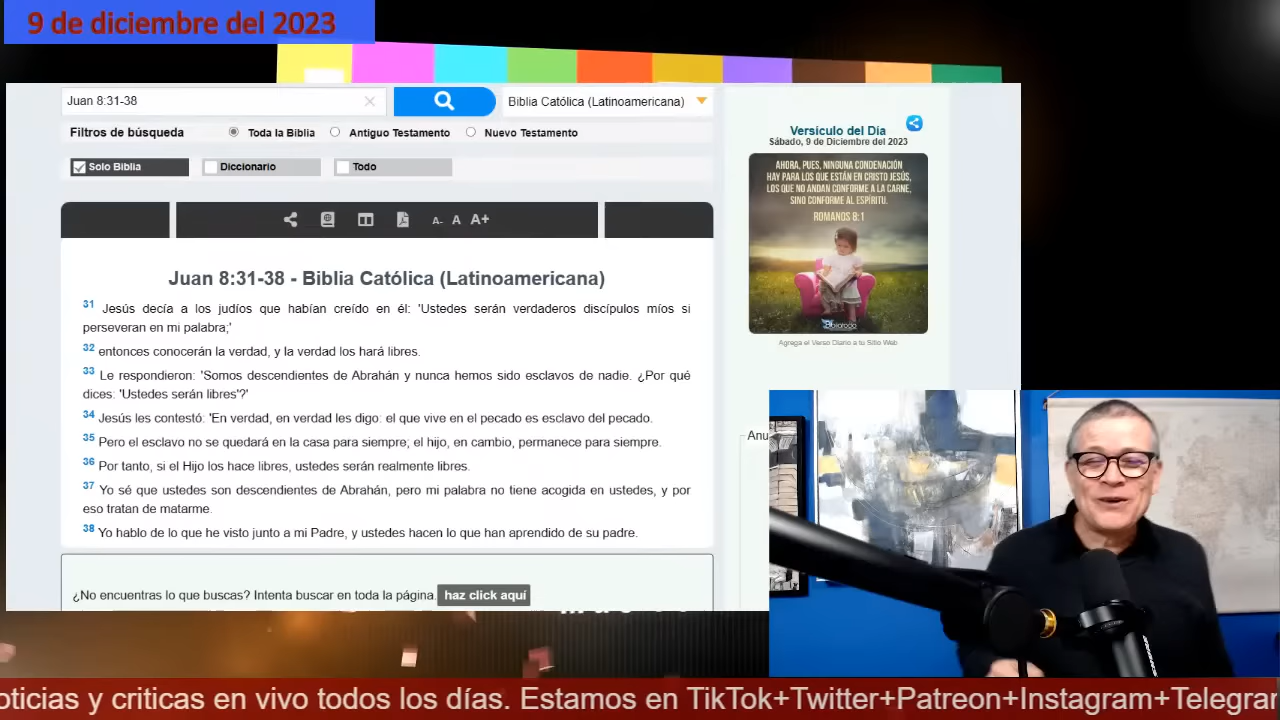 9 de diciembre del 2023
Juan 8:31-38
Biblia Católica (Latinoamericana)
Filtros de búsqueda
Toda la Biblia
Antiguo Testamento
Nuevo Testamento
Solo Biblia
Diccionario
Todo
A- A A+
Juan 8:31-38 - Biblia Católica (Latinoamericana)
31 Jesús decía a los judíos que habían creído en él: 'Ustedes serán verdaderos discípulos míos si
perseveran en mi palabra;'
32 entonces conocerán la verdad, y la verdad los hará libres.
33 Le respondieron: 'Somos descendientes de Abrahán y nunca hemos sido esclavos de nadie. ¿Por qué
dices: 'Ustedes serán libres'?'
34 Jesús les contestó: 'En verdad, en verdad les digo: el que vive en el pecado es esclavo del pecado.
35 Pero el esclavo no se quedará en la casa para siempre; el hijo, en cambio, permanece para siempre.
36 Por tanto, si el Hijo los hace libres, ustedes serán realmente libres.
37 Yo sé que ustedes son descendientes de Abrahán, pero mi palabra no tiene acogida en ustedes, y por
eso tratan de matarme.
38 Yo hablo de lo que he visto junto a mi Padre, y ustedes hacen lo que han aprendido de su padre.
¿No encuentras lo que buscas? Intenta buscar en toda la página. haz click aquí
Versículo del Día
Sábado, 9 de Diciembre del 2023
AHORA, PUES, NINGUNA CONDENACIÓN
HAY PARA LOS QUE ESTÁN EN CRISTO JESÚS,
LOS QUE NO ANDAN CONFORME A LA CARNE,
SINO CONFORME AL ESPÍRITU.
ROMANOS 8:1
Bibliatodo
Agrega el Verso Diario a tu Sitio Web
Anu
oticias y criticas en vivo todos los días. Estamos en TikTok+Twitter+Patreon+Instagram+Telegram